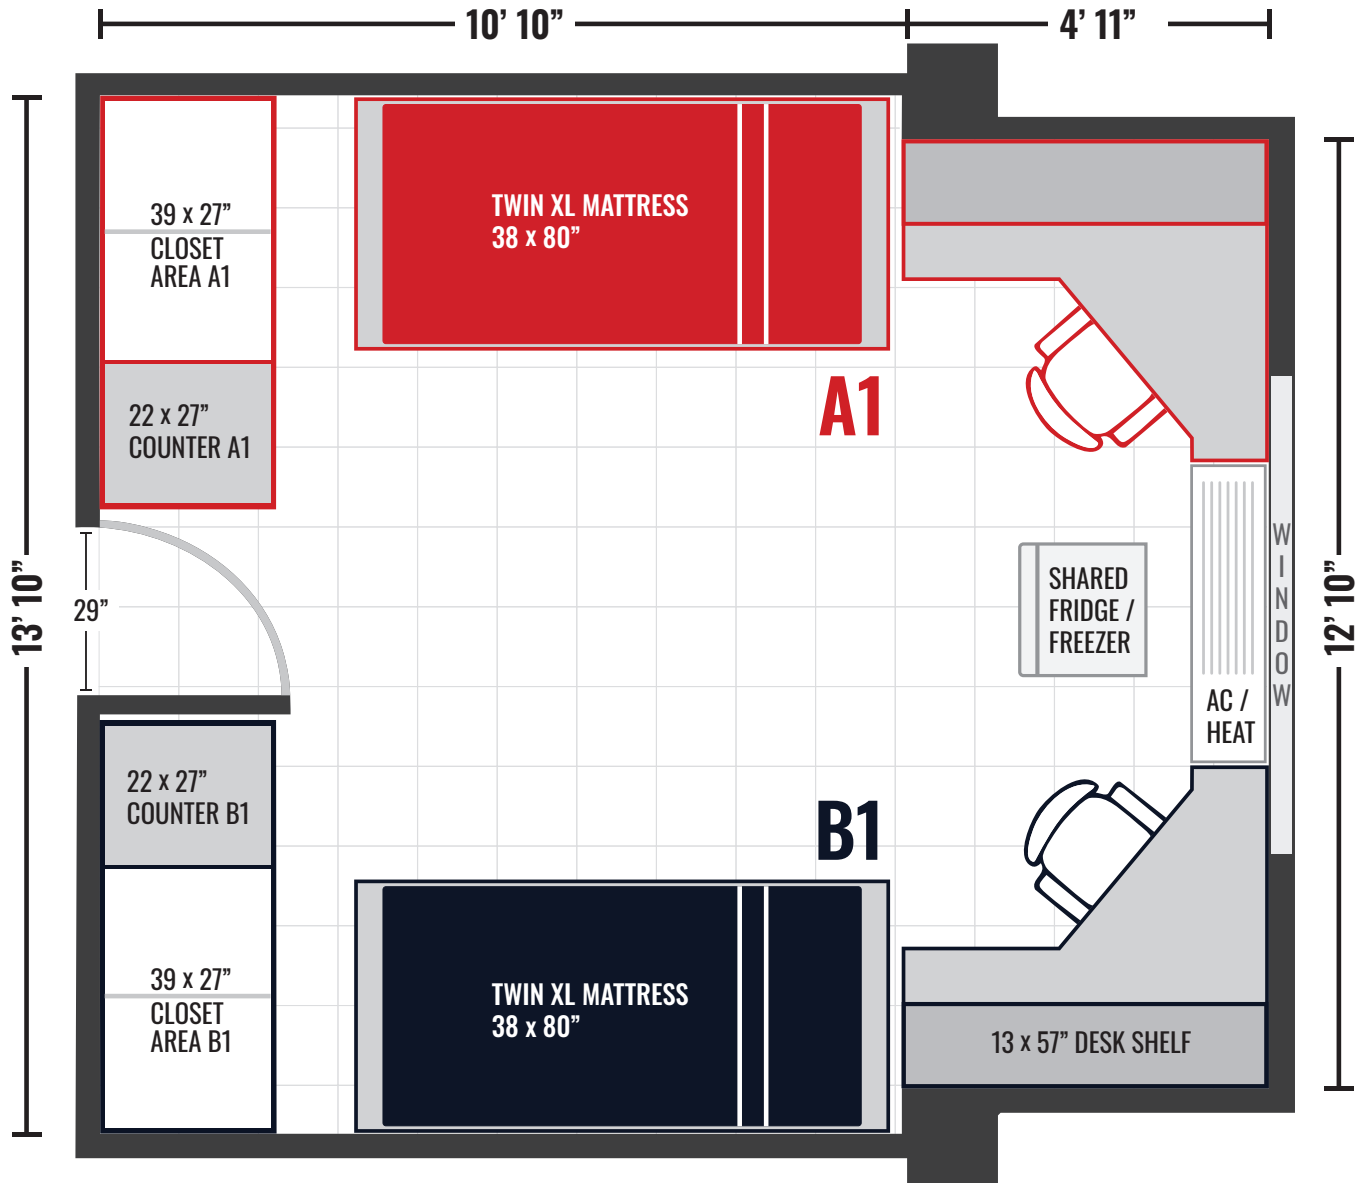 10’ 10”
4’ 11”
39 x 27”
CLOSET
AREA A1
TWIN XL MATTRESS
38 x 80”
22 x 27”
COUNTER A1
A1
13’ 10”
29”
SHARED
FRIDGE /
FREEZER
WINDOW
12’ 10”
AC /
HEAT
22 x 27”
COUNTER B1
B1
39 x 27”
CLOSET
AREA B1
TWIN XL MATTRESS
38 x 80”
13 x 57” DESK SHELF